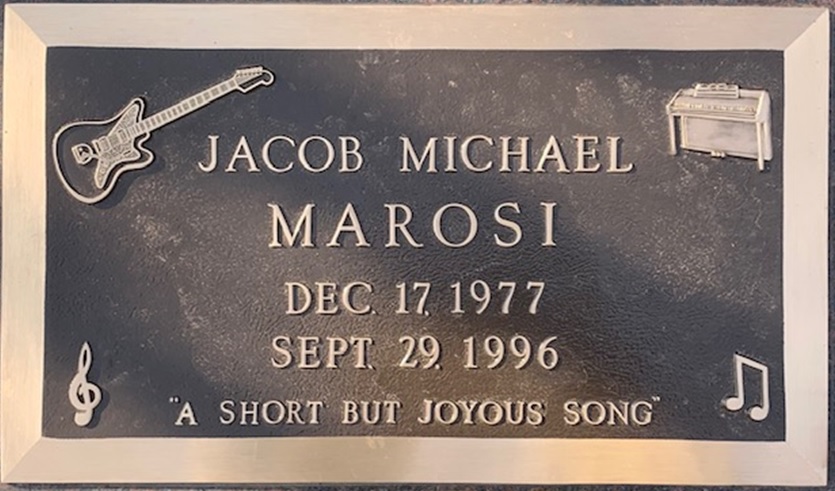 JACOB MICHAEL
MAROSI
DEC. 17, 1977
SEPT. 29, 1996
"A SHORT BUT JOYOUS SONG"